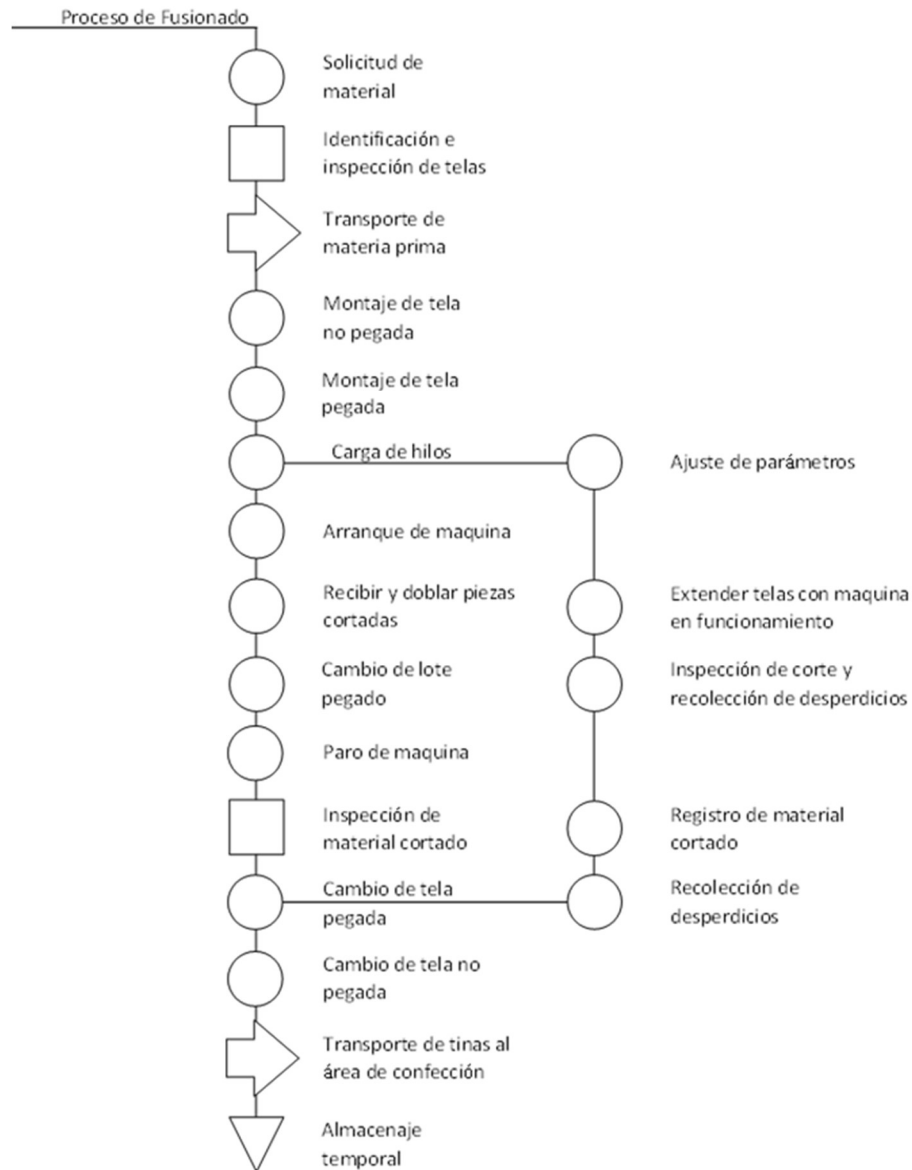 Proceso de Fusionado
Solicitud de
material
Identificación e
inspección de telas
Transporte de
materia prima
Montaje de tela
no pegada
Montaje de tela
pegada
Carga de hilos
Ajuste de parámetros
Arranque de maquina
Recibir y doblar piezas
cortadas
Extender telas con maquina
en funcionamiento
Cambio de lote
pegado
Inspección de corte y
recolección de desperdicios
Paro de maquina
Inspección de
material cortado
Registro de material
cortado
Cambio de tela
pegada
Recolección de
desperdicios
Cambio de tela no
pegada
Transporte de tinas al
área de confección
Almacenaje
temporal